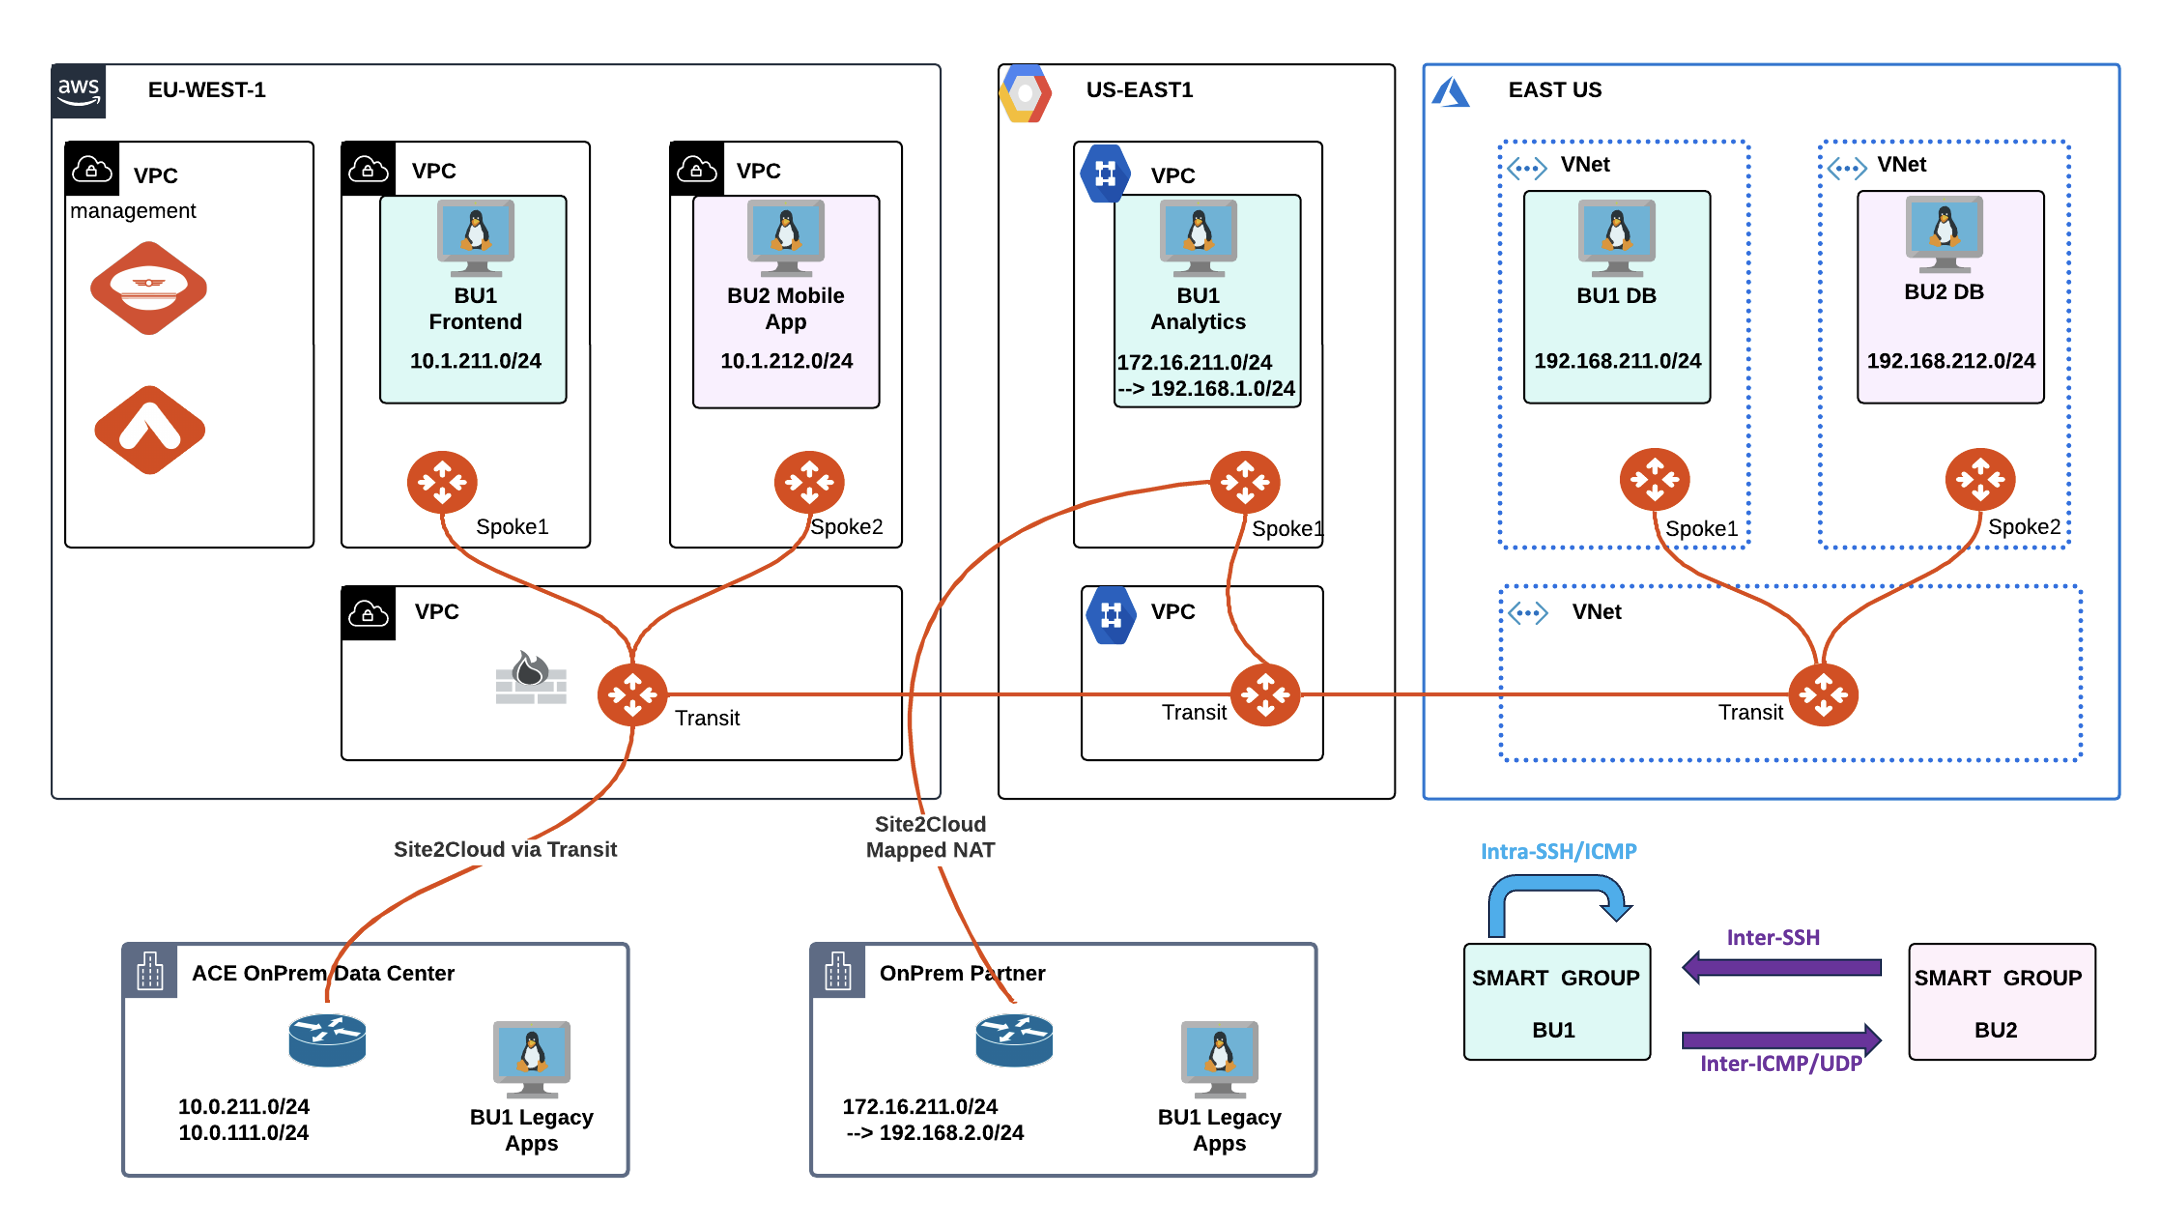 aws
EU-WEST-1
VPC
management
VPC
BU1
Frontend
10.1.211.0/24
Spoke1
VPC
BU2 Mobile
App
10.1.212.0/24
Spoke2
VPC
Transit
US-EAST1
VPC
BU1
Analytics
172.16.211.0/24
--> 192.168.1.0/24
Spoke1
VPC
Transit
EAST US
VNet
BU1 DB
192.168.211.0/24
Spoke1
VNet
BU2 DB
192.168.212.0/24
Spoke2
VNet
Transit
Site2Cloud via Transit
Site2Cloud
Mapped NAT
ACE OnPrem Data Center
10.0.211.0/24
10.0.111.0/24
BU1 Legacy
Apps
OnPrem Partner
172.16.211.0/24
--> 192.168.2.0/24
BU1 Legacy
Apps
Intra-SSH/ICMP
SMART GROUP
BU1
Inter-SSH
Inter-ICMP/UDP
SMART GROUP
BU2